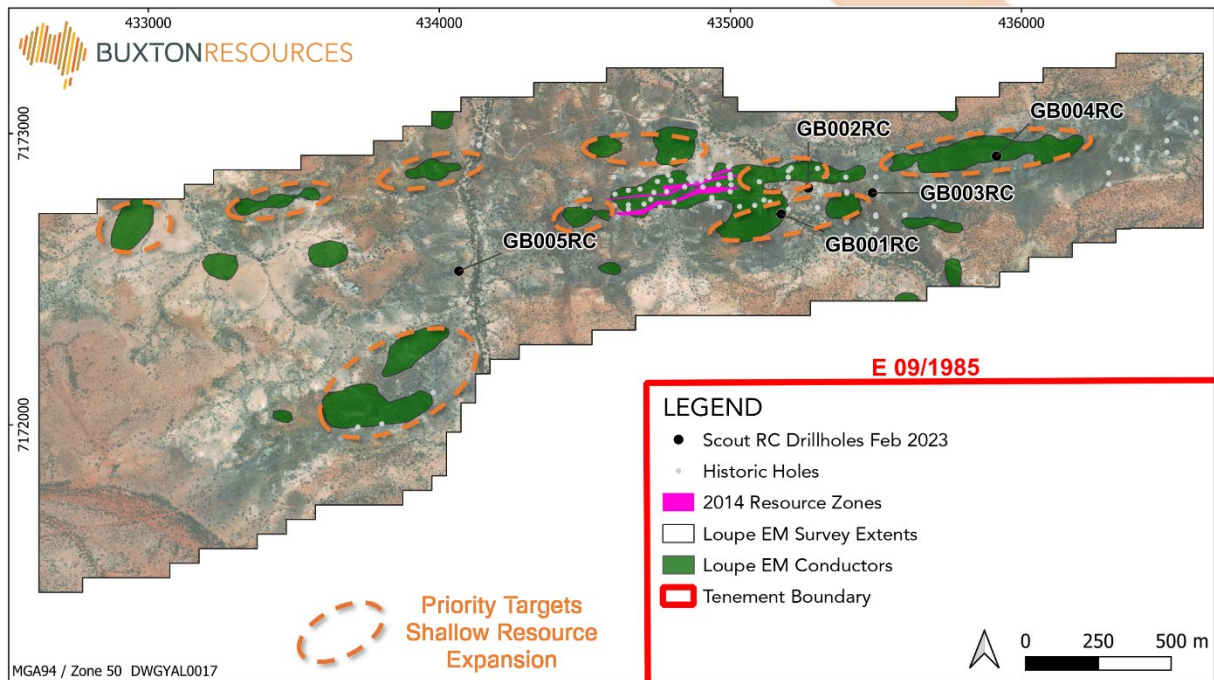 433000
434000
435000
436000
BUXTONRESOURCES
7173000
GB002RC
GB004RC
GB003RC
GB001RC
GB005RC
7172000
E 09/1985
LEGEND
Scout RC Drillholes Feb 2023
Historic Holes
2014 Resource Zones
Loupe EM Survey Extents
Loupe EM Conductors
Tenement Boundary
Priority Targets
Shallow Resource
Expansion
0 250 500 m
MGA94 / Zone 50 DWGYAL0017